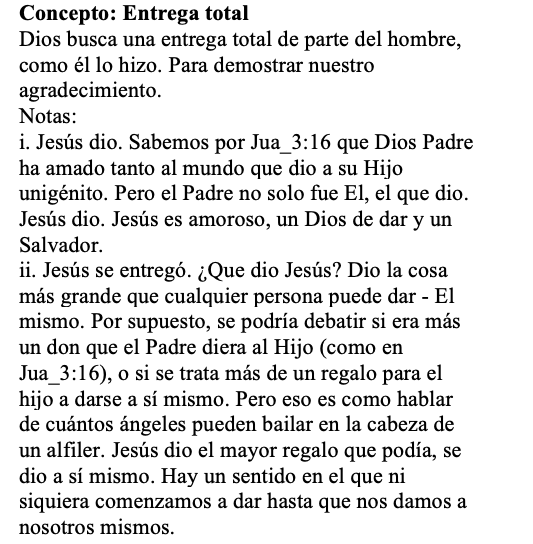 Concepto: Entrega total
Dios busca una entrega total de parte del hombre,
como él lo hizo. Para demostrar nuestro
agradecimiento.
Notas:
i. Jesús dio. Sabemos por Jua_3:16 que Dios Padre
ha amado tanto al mundo que dio a su Hijo
unigénito. Pero el Padre no solo fue El, el que dio.
Jesús dio. Jesús es amoroso, un Dios de dar y un
Salvador.
ii. Jesús se entregó. ¿Que dio Jesús? Dio la cosa
más grande que cualquier persona puede dar - El
mismo. Por supuesto, se podría debatir si era más
un don que el Padre diera al Hijo (como en
Jua_3:16), o si se trata más de un regalo para el
hijo a darse a sí mismo. Pero eso es como hablar
de cuántos ángeles pueden bailar en la cabeza de
un alfiler. Jesús dio el mayor regalo que podía, se
dio a sí mismo. Hay un sentido en el que ni
siquiera comenzamos a dar hasta que nos damos a
nosotros mismos.